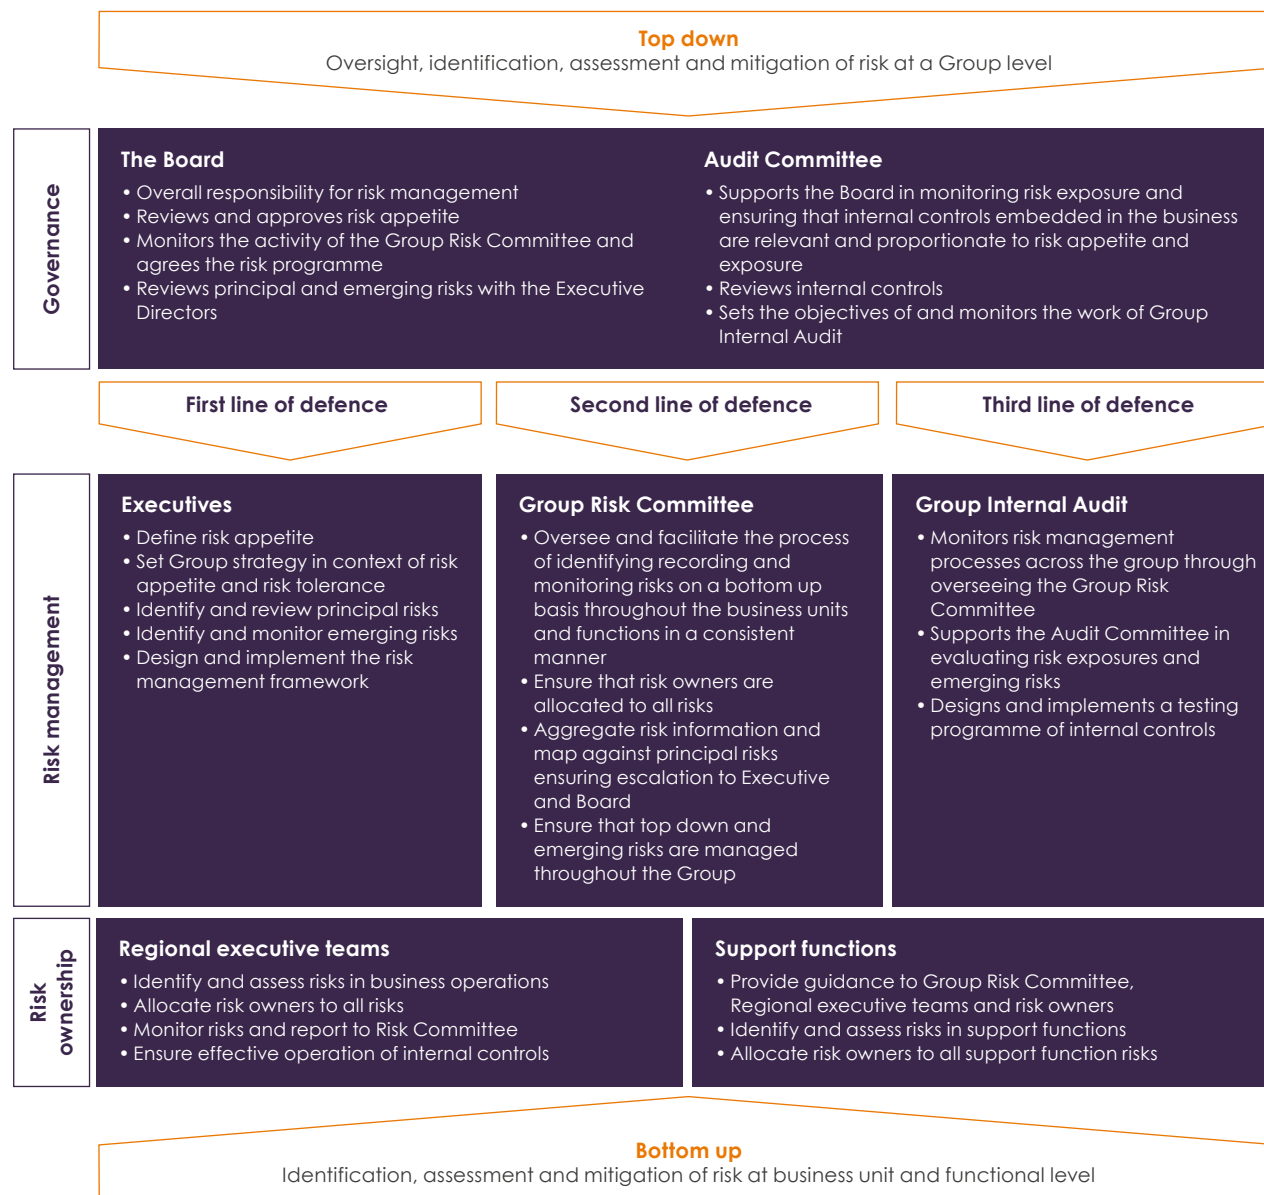 Top down
Oversight, identification, assessment and mitigation of risk at a Group level
Governance
The Board
• Overall responsibility for risk management
• Reviews and approves risk appetite
• Monitors the activity of the Group Risk Committee and
agrees the risk programme
• Reviews principal and emerging risks with the Executive
Directors
Audit Committee
• Supports the Board in monitoring risk exposure and
ensuring that internal controls embedded in the business
are relevant and proportionate to risk appetite and
exposure
• Reviews internal controls
• Sets the objectives of and monitors the work of Group
Internal Audit
First line of defence
Second line of defence
Third line of defence
Risk management
Executives
• Define risk appetite
• Set Group strategy in context of risk
appetite and risk tolerance
• Identify and review principal risks
• Identify and monitor emerging risks
• Design and implement the risk
management framework
Group Risk Committee
• Oversee and facilitate the process
of identifying recording and
monitoring risks on a bottom up
basis throughout the business units
and functions in a consistent
manner
• Ensure that risk owners are
allocated to all risks
• Aggregate risk information and
map against principal risks
ensuring escalation to Executive
and Board
• Ensure that top down and
emerging risks are managed
throughout the Group
Group Internal Audit
• Monitors risk management
processes across the group through
overseeing the Group Risk
Committee
• Supports the Audit Committee in
evaluating risk exposures and
emerging risks
• Designs and implements a testing
programme of internal controls
Risk
ownership
Regional executive teams
• Identify and assess risks in business operations
• Allocate risk owners to all risks
• Monitor risks and report to Risk Committee
• Ensure effective operation of internal controls
Support functions
• Provide guidance to Group Risk Committee,
Regional executive teams and risk owners
• Identify and assess risks in support functions
• Allocate risk owners to all support function risks
Bottom up
Identification, assessment and mitigation of risk at business unit and functional level